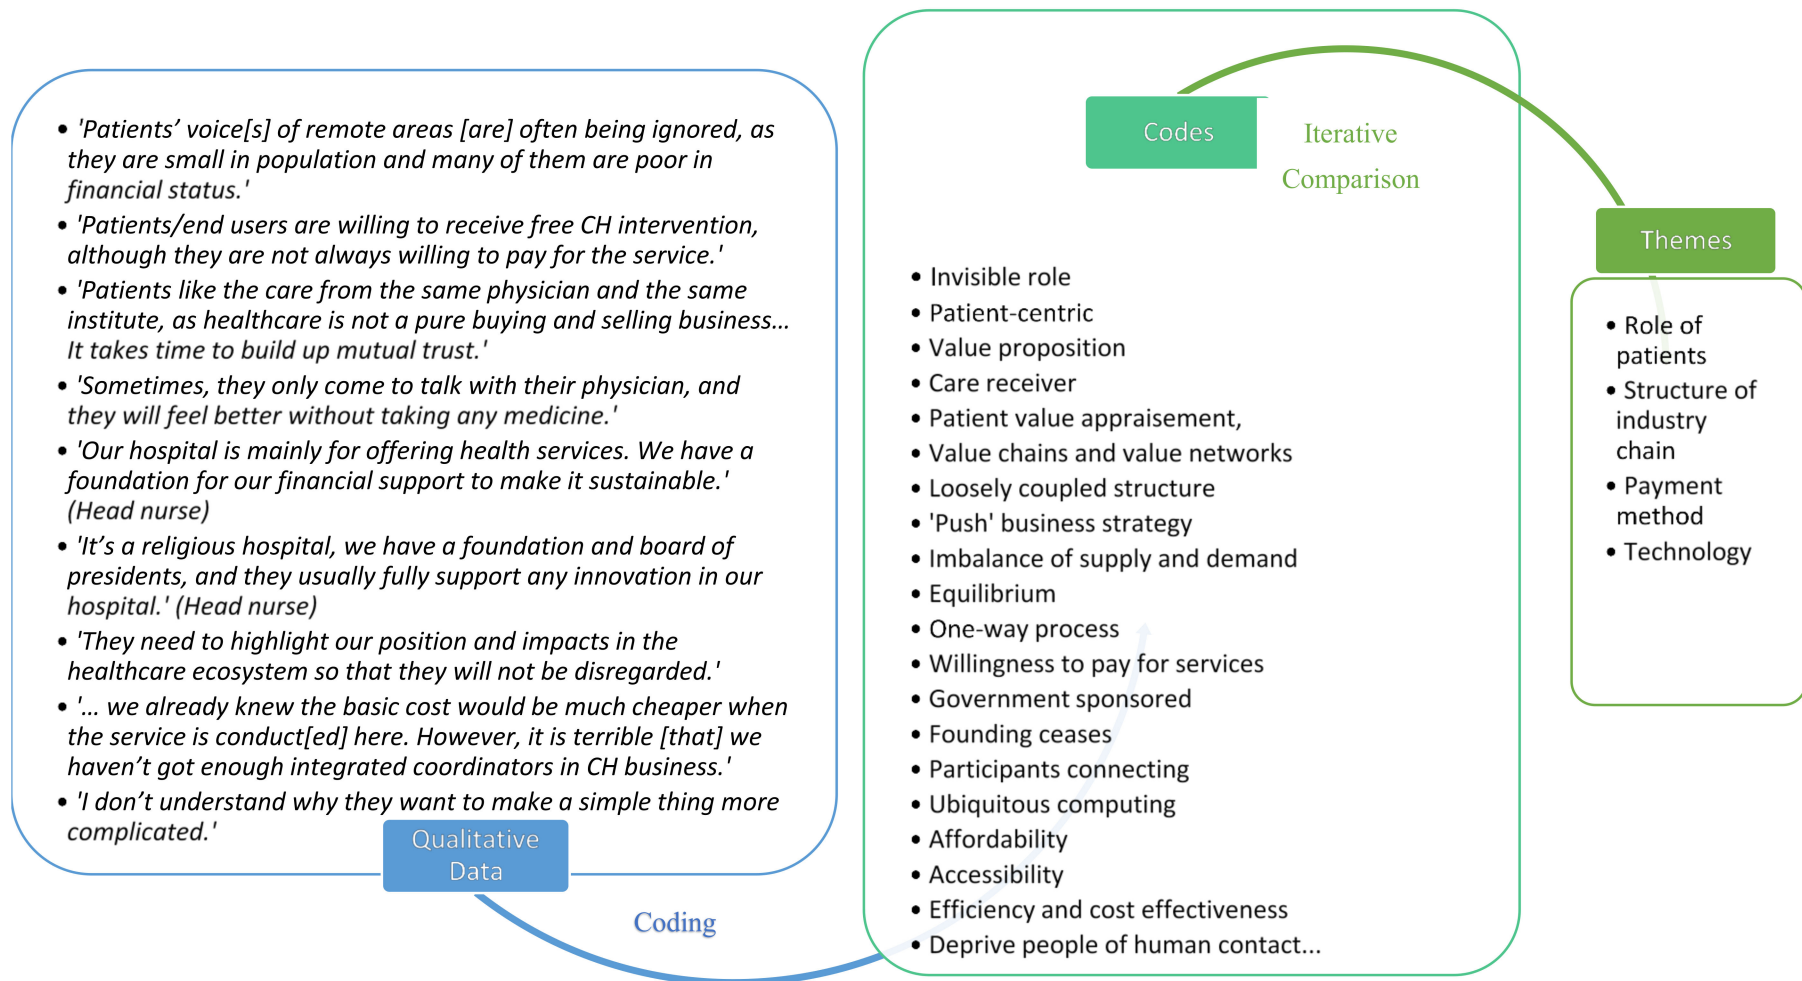 • 'Patients’ voice[s] of remote areas [are] often being ignored, as
they are small in population and many of them are poor in
financial status.'
• 'Patients/end users are willing to receive free CH intervention,
although they are not always willing to pay for the service.'
• 'Patients like the care from the same physician and the same
institute, as healthcare is not a pure buying and selling business...
It takes time to build up mutual trust.'
• 'Sometimes, they only come to talk with their physician, and
they will feel better without taking any medicine.'
• 'Our hospital is mainly for offering health services. We have a
foundation for our financial support to make it sustainable.'
(Head nurse)
• 'It’s a religious hospital, we have a foundation and board of
presidents, and they usually fully support any innovation in our
hospital.' (Head nurse)
• 'They need to highlight our position and impacts in the
healthcare ecosystem so that they will not be disregarded.'
• '... we already knew the basic cost would be much cheaper when
the service is conduct[ed] here. However, it is terrible [that] we
haven’t got enough integrated coordinators in CH business.'
• 'I don’t understand why they want to make a simple thing more
complicated.'
Qualitative
Data
Coding
Codes
Iterative
Comparison
• Invisible role
• Patient-centric
• Value proposition
• Care receiver
• Patient value appraisement,
• Value chains and value networks
• Loosely coupled structure
• 'Push' business strategy
• Imbalance of supply and demand
• Equilibrium
• One-way process
• Willingness to pay for services
• Government sponsored
• Founding ceases
• Participants connecting
• Ubiquitous computing
• Affordability
• Accessibility
• Efficiency and cost effectiveness
• Deprive people of human contact...
Themes
• Role of
patients
• Structure of
industry
chain
• Payment
method
• Technology